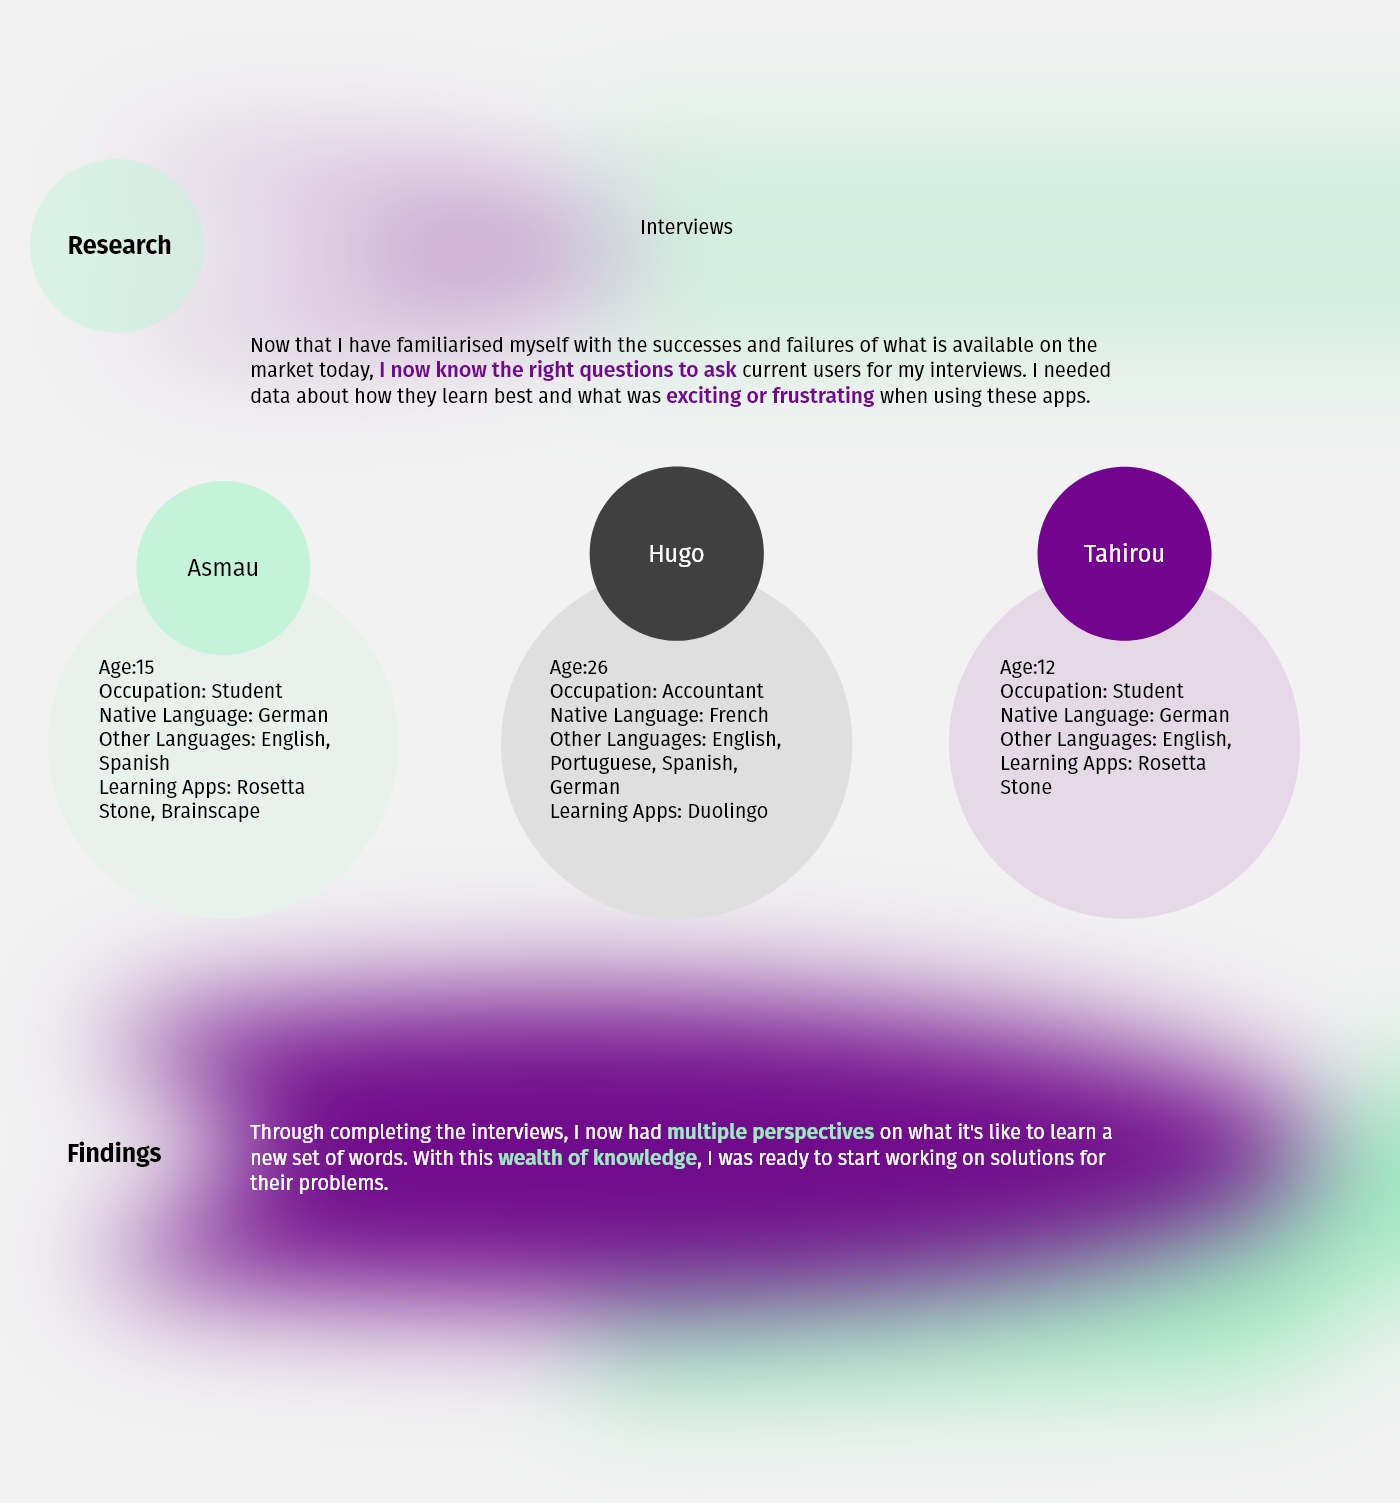 Research
Interviews
Now that I have familiarised myself with the successes and failures of what is available on the
market today, I now know the right questions to ask current users for my interviews. I needed
data about how they learn best and what was exciting or frustrating when using these apps.
Asmau
Age:15
Occupation: Student
Native Language: German
Other Languages: English,
Spanish
Learning Apps: Rosetta
Stone, Brainscape
Hugo
Age:26
Occupation: Accountant
Native Language: French
Other Languages: English,
Portuguese, Spanish,
German
Learning Apps: Duolingo
Tahirou
Age:12
Occupation: Student
Native Language: German
Other Languages: English,
Learning Apps: Rosetta
Stone
Findings
Through completing the interviews, I now had multiple perspectives on what it's like to learn a
new set of words. With this wealth of knowledge, I was ready to start working on solutions for
their problems.